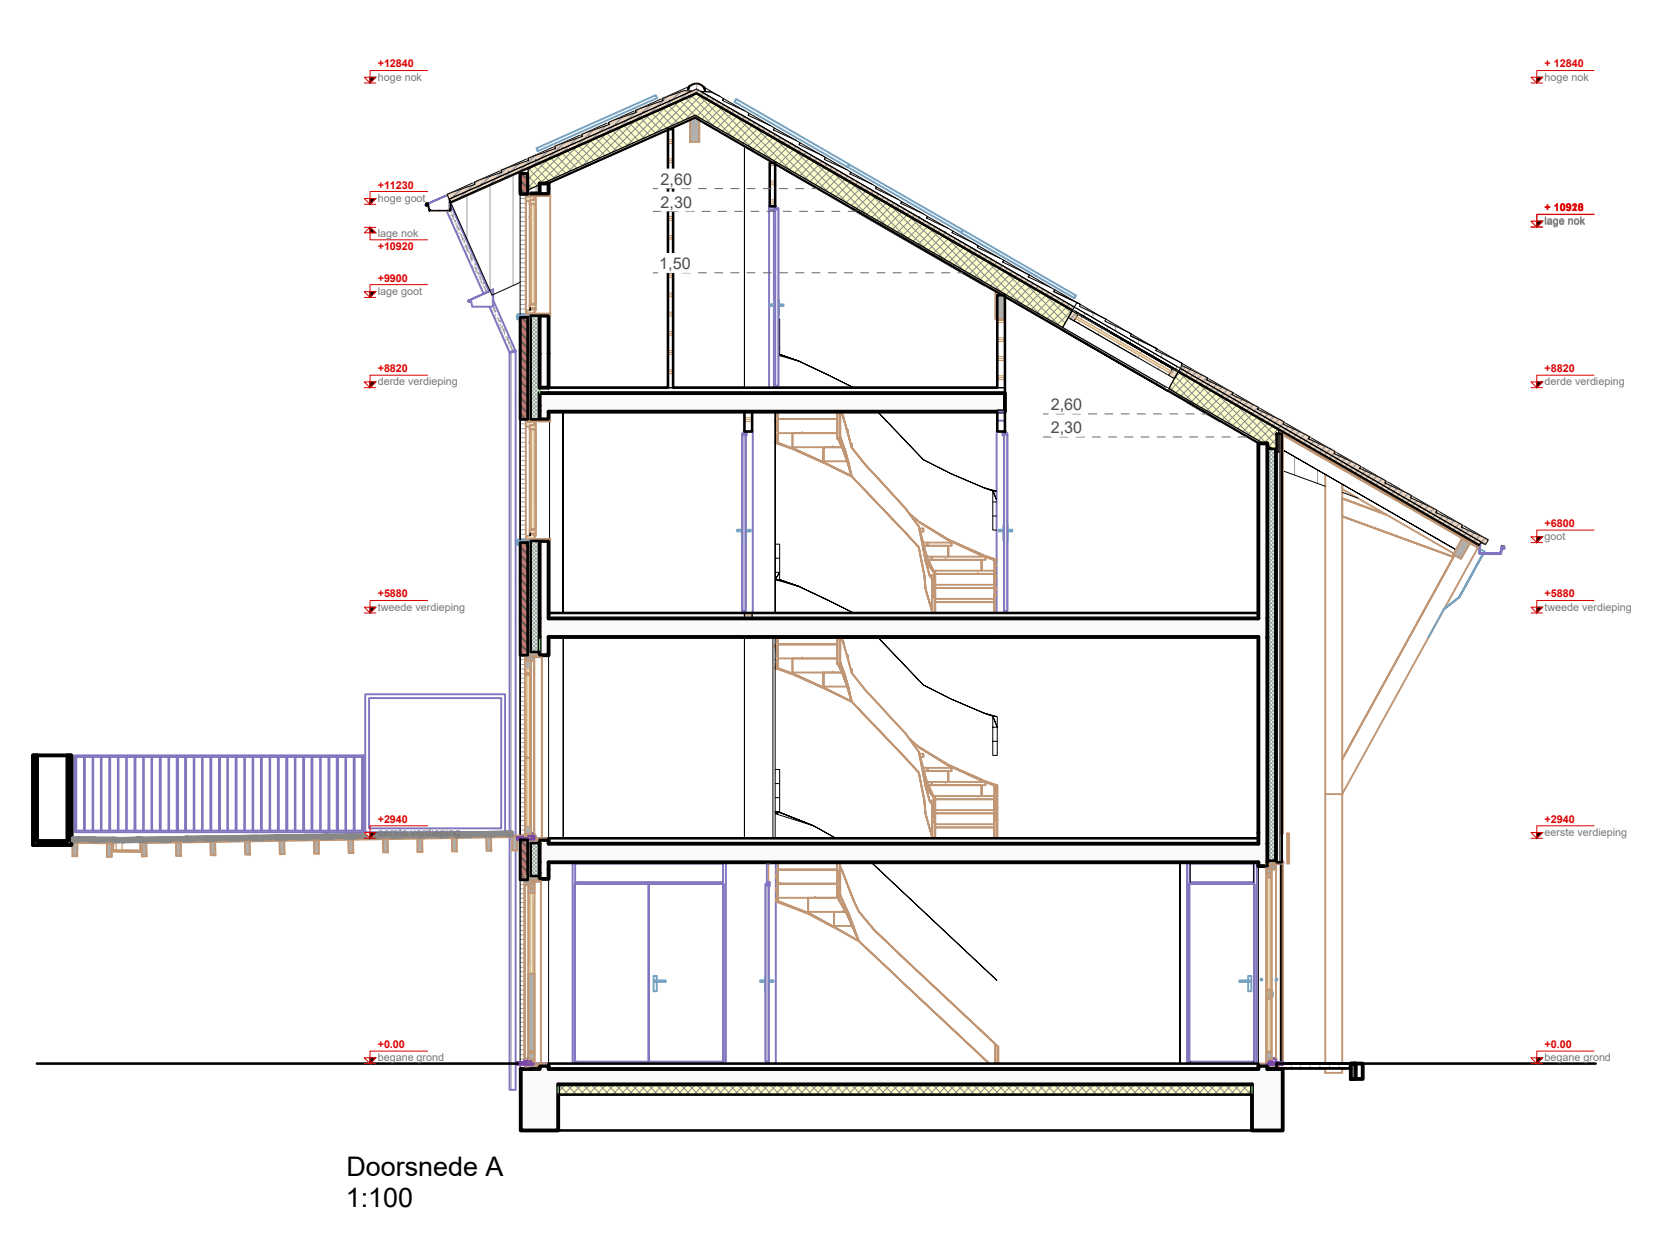 +12840
hoge nok
+ 12840
hoge nok
+11230
hoge goot
2,60
2,30
lage nok
+10920
lage nok
+9900
lage goot
1,50
+8820
derde verdieping
+8820
derde verdieping
2,60
2,30
+6800
goot
+5880
tweede verdieping
+5880
tweede verdieping
+2940
eerste verdieping
+2940
eerste verdieping
+0.00
begane grond
+0.00
begane grond
Doorsnede A
1:100